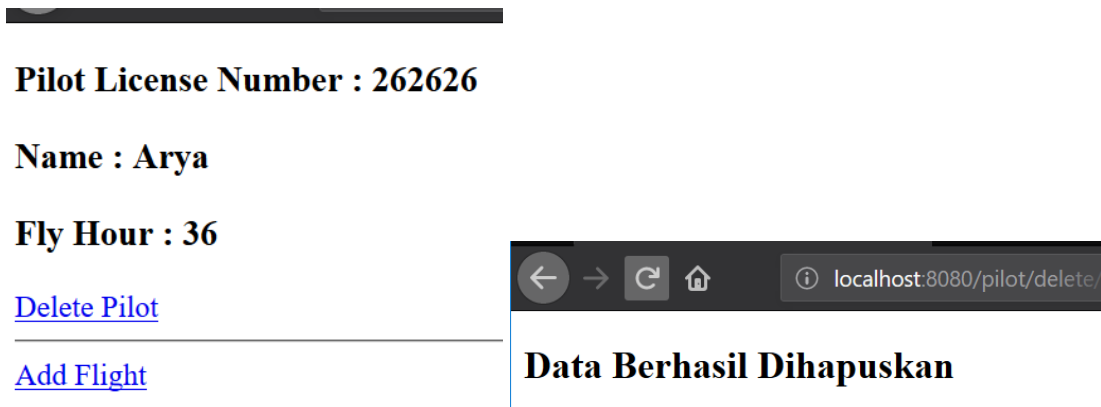 Pilot License Number : 262626
Name : Arya
Fly Hour : 36
Delete Pilot
Add Flight
localhost:8080/pilot/delete/
Data Berhasil Dihapuskan